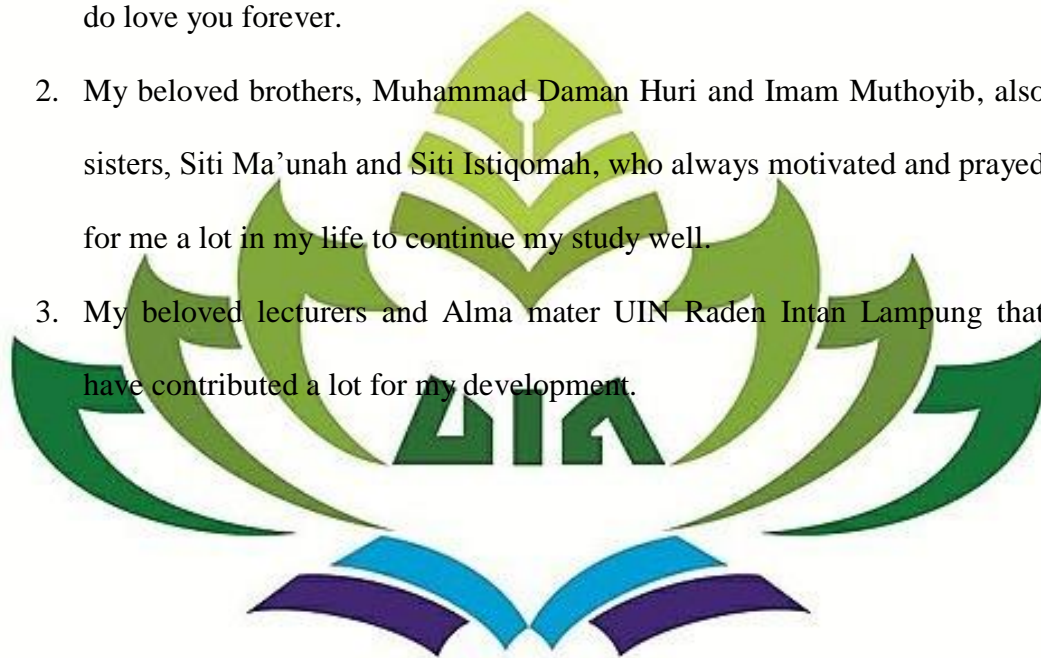 do love you forever.
2. My beloved brothers, Muhammad Daman Huri and Imam Muthoyib, also
sisters, Siti Ma’unah and Siti Istiqomah, who always motivated and prayed
for me a lot in my life to continue my study well.
3. My beloved lecturers and Alma mater UIN Raden Intan Lampung that
have contributed a lot for my development.
UIN